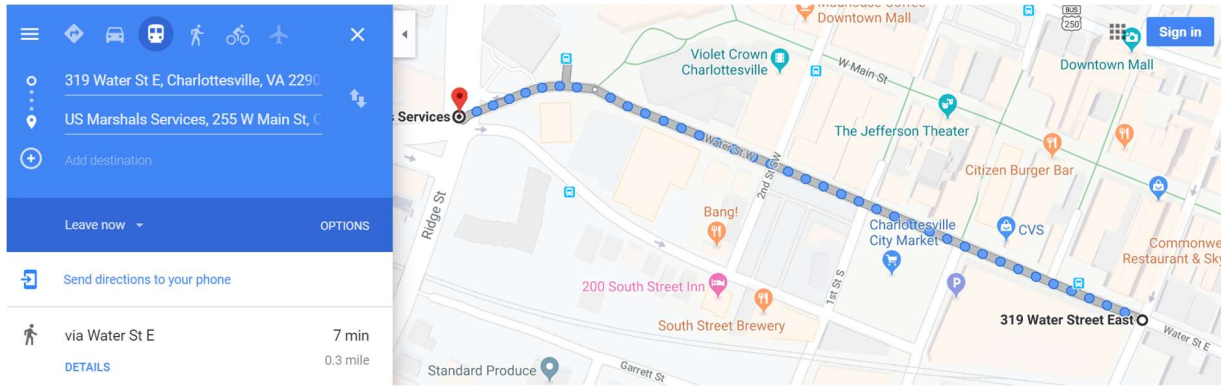 319 Water St E, Charlottesville, VA 2290
US Marshals Services, 255 W Main St, C
Add destination
Leave now
OPTIONS
Send directions to your phone
via Water St E
7 min
DETAILS
0.3 mile
Downtown Mall
BUS
250
Sign in
Violet Crown
Charlottesville
W Main St
Downtown Mall
s Services
The Jefferson Theater
Water St W
Citizen Burger Bar
2nd St SW
Ridge St
Bang!
Charlottesville
City Market
CVS
Commonwe
Restaurant & Sky
200 South Street Inn
1st St S
P
South Street Brewery
319 Water Street East
Water St E
Standard Produce
Garrett St